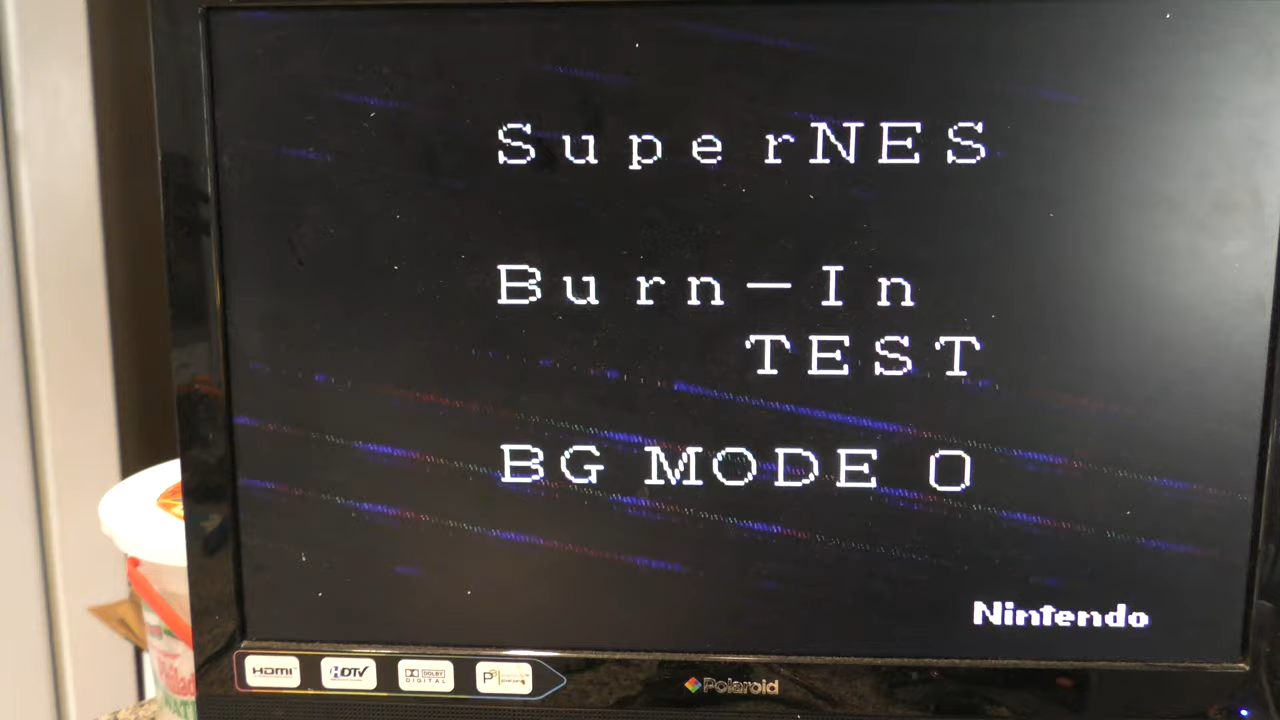 SuperNES
Burn-In
TEST
BG MODE 0
Nintendo
HDMI
HDTV
DOLBY
DIGITAL
Polaroid